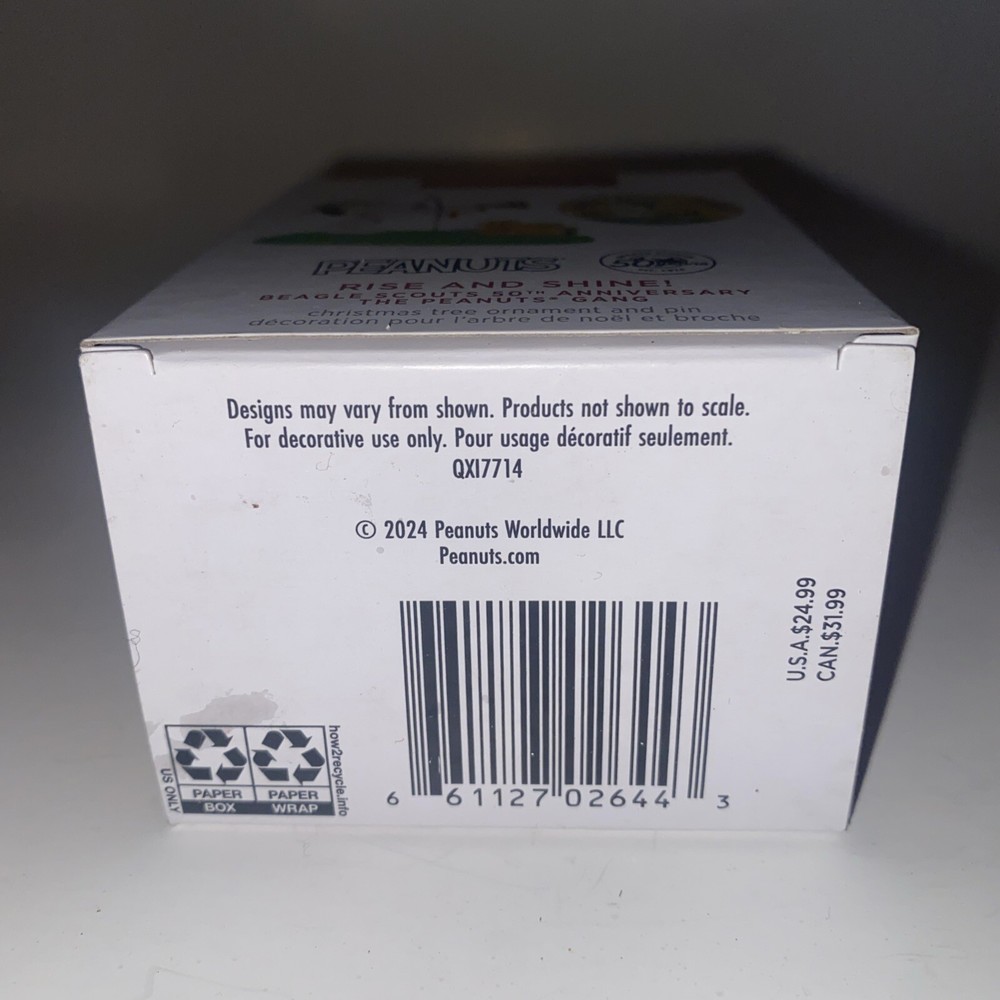 PEANUTS
50
RISE AND SHINE!
BEAGLE SCOUTS 50TH ANNIVERSARY
THE PEANUTS® GANG
christmas tree ornament and pin
décoration pour l'arbre de noël et broche
Designs may vary from shown. Products not shown to scale.
For decorative use only. Pour usage décoratif seulement.
QXI7714
© 2024 Peanuts Worldwide LLC
Peanuts.com
U.S.A.$24.99
CAN.$31.99
US ONLY
PAPER
BOX
PAPER
WRAP
how2recycle.info
6 61127 02644 3